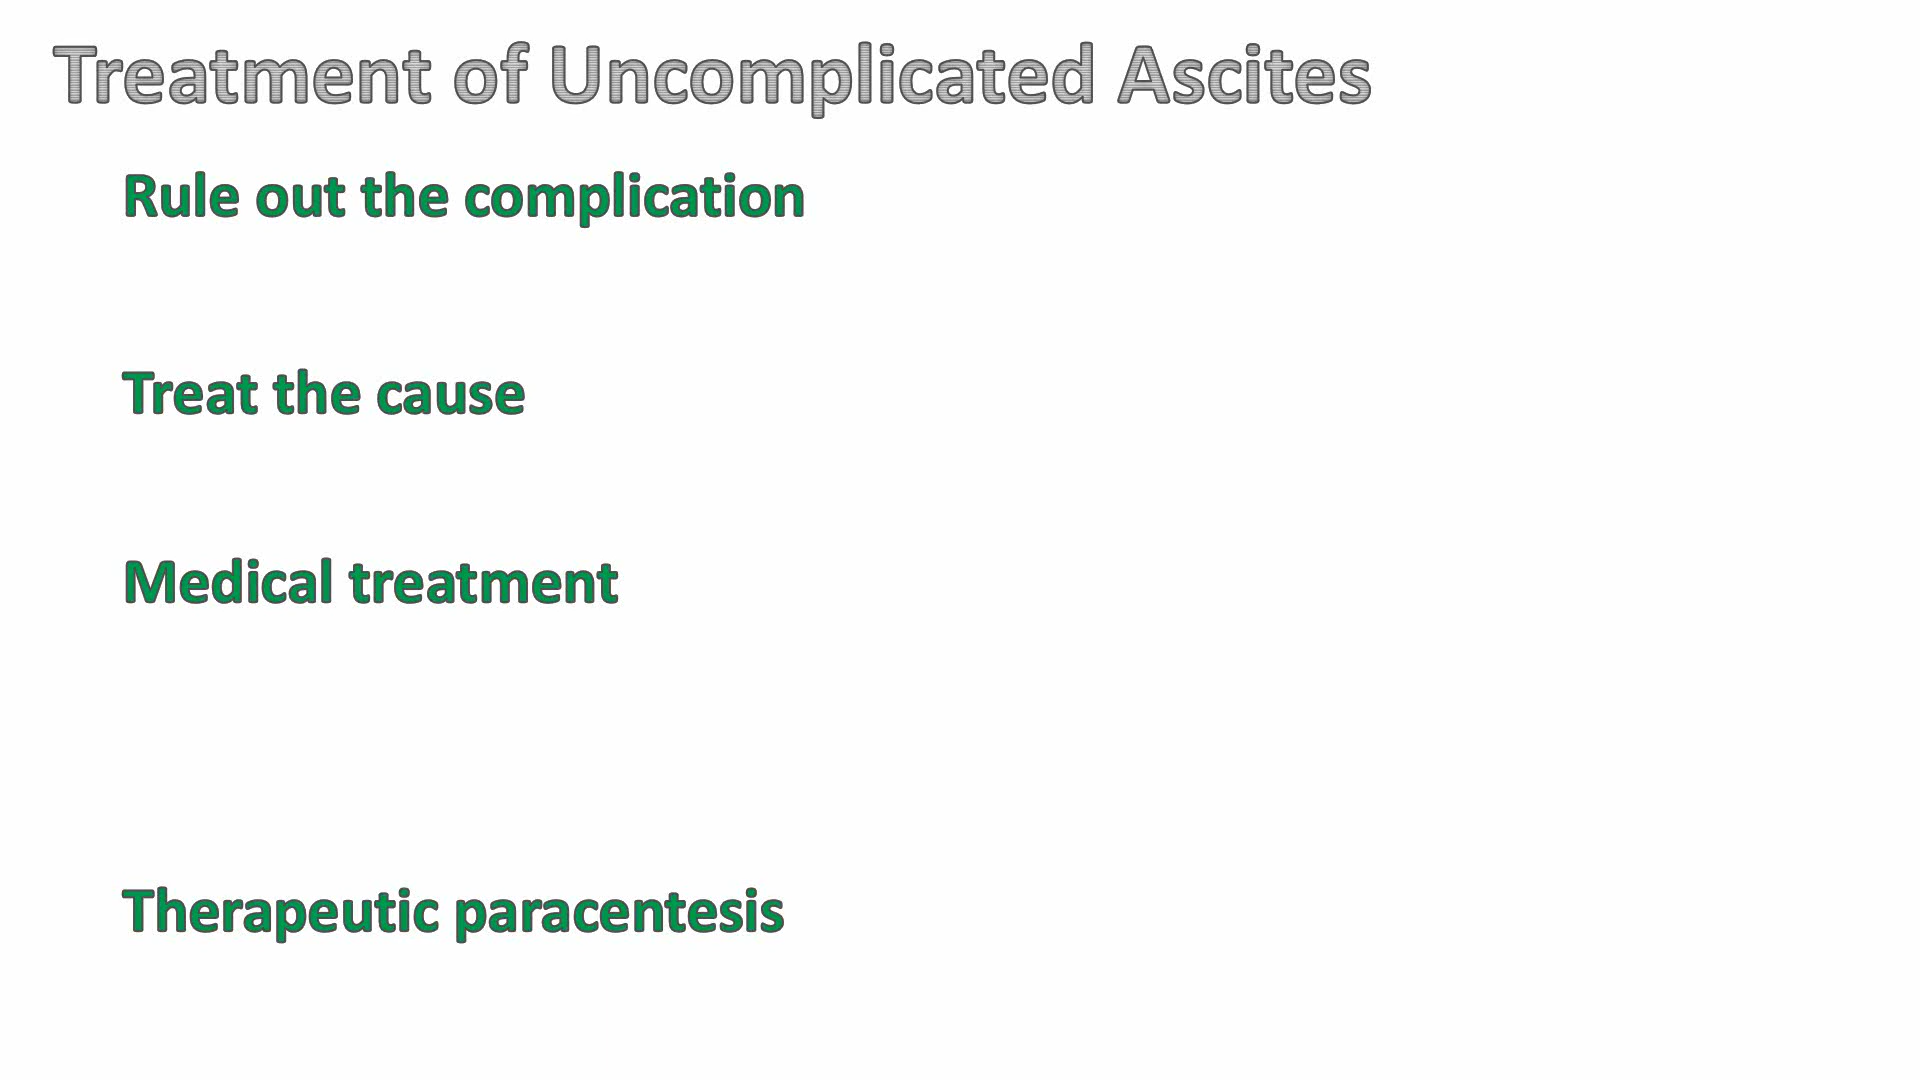 Treatment of Uncomplicated Ascites
Rule out the complication
Treat the cause
Medical treatment
Therapeutic paracentesis